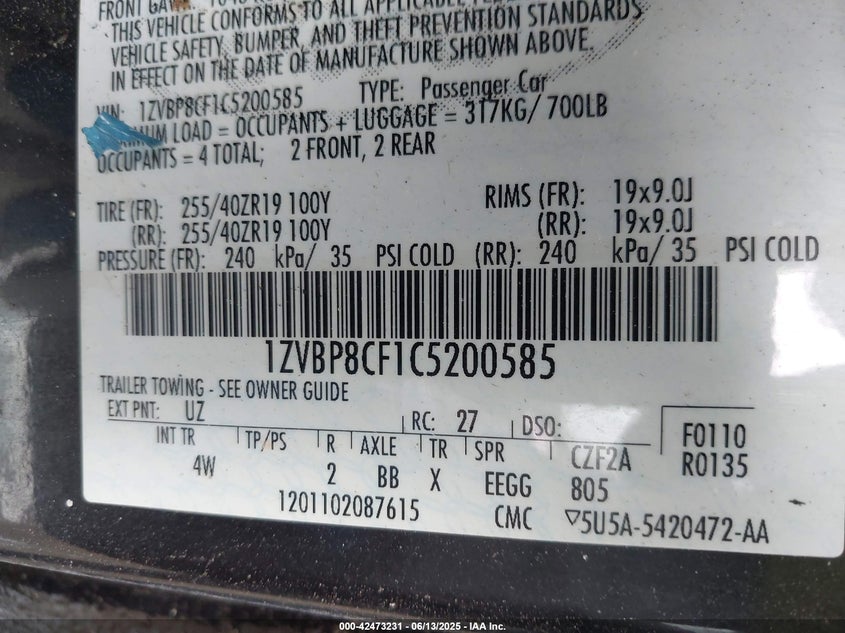 FRONT GAW
THIS VEHICLE CONFORMS TO ALL APPLICABLE
VEHICLE SAFETY, BUMPER, AND THEFT PREVENTION STANDARDS
IN EFFECT ON THE DATE OF MANUFACTURE SHOWN ABOVE.
VIN: 1ZVBP8CF1C5200585 TYPE: Passenger Car
MUM LOAD = OCCUPANTS + LUGGAGE = 317KG/ 700LB
OCCUPANTS = 4 TOTAL; 2 FRONT, 2 REAR
TIRE (FR): 255/40ZR19 100Y RIMS (FR): 19x9.0J
(RR): 255/40ZR19 100Y (RR): 19x9.0J
PRESSURE (FR): 240 kPa/ 35 PSI COLD (RR): 240 kPa/ 35 PSI COLD
1ZVBP8CF1C5200585
TRAILER TOWING - SEE OWNER GUIDE
EXT PNT: UZ RC: 27 DSO: F0110
INT TR TP/PS R AXLE TR SPR CZF2A R0135
4W 2 BB X EEGG 805
1201102087615 CMC ▽5U5A-5420472-AA
000-42473231 - 06/13/2025 - IAA Inc.